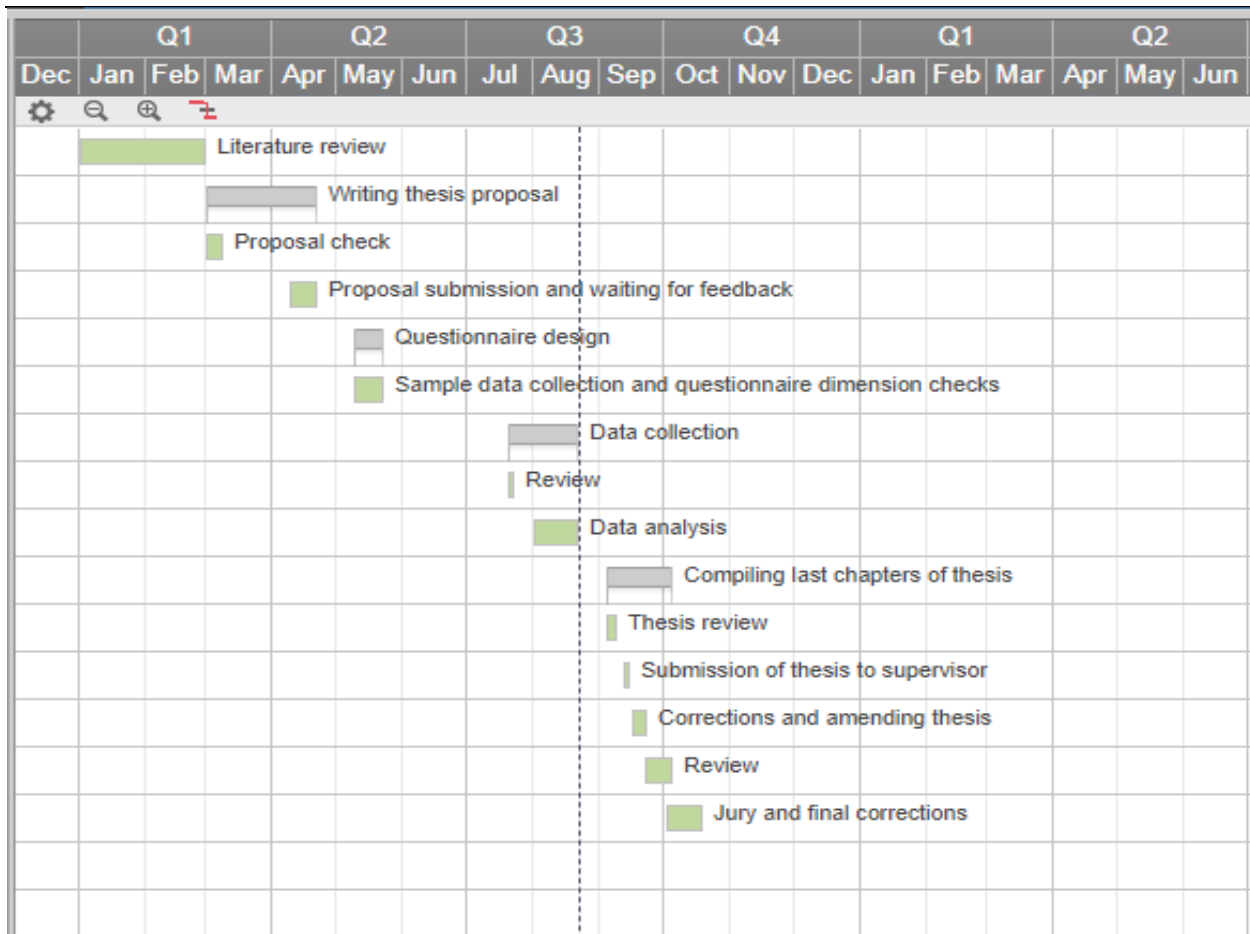 Q1 Q2 Q3 Q4 Q1 Q2
Dec Jan Feb Mar Apr May Jun Jul Aug Sep Oct Nov Dec Jan Feb Mar Apr May Jun
Literature review
Writing thesis proposal
Proposal check
Proposal submission and waiting for feedback
Questionnaire design
Sample data collection and questionnaire dimension checks
Data collection
Review
Data analysis
Compiling last chapters of thesis
Thesis review
Submission of thesis to supervisor
Corrections and amending thesis
Review
Jury and final corrections